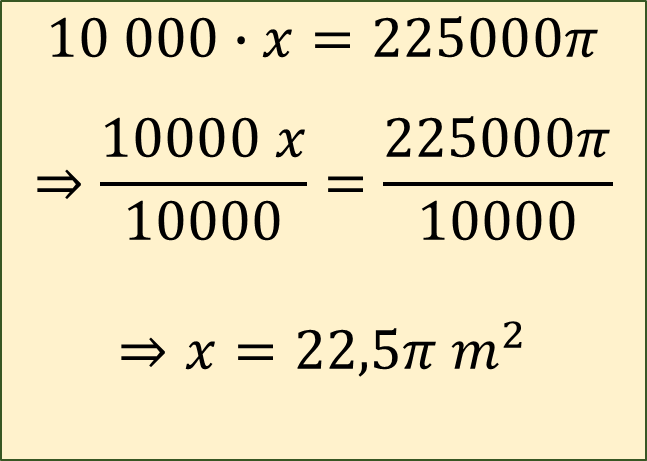 10 000 · x = 225000π
⇒ 10000 x / 10000 = 225000π / 10000
⇒ x = 22,5π m²